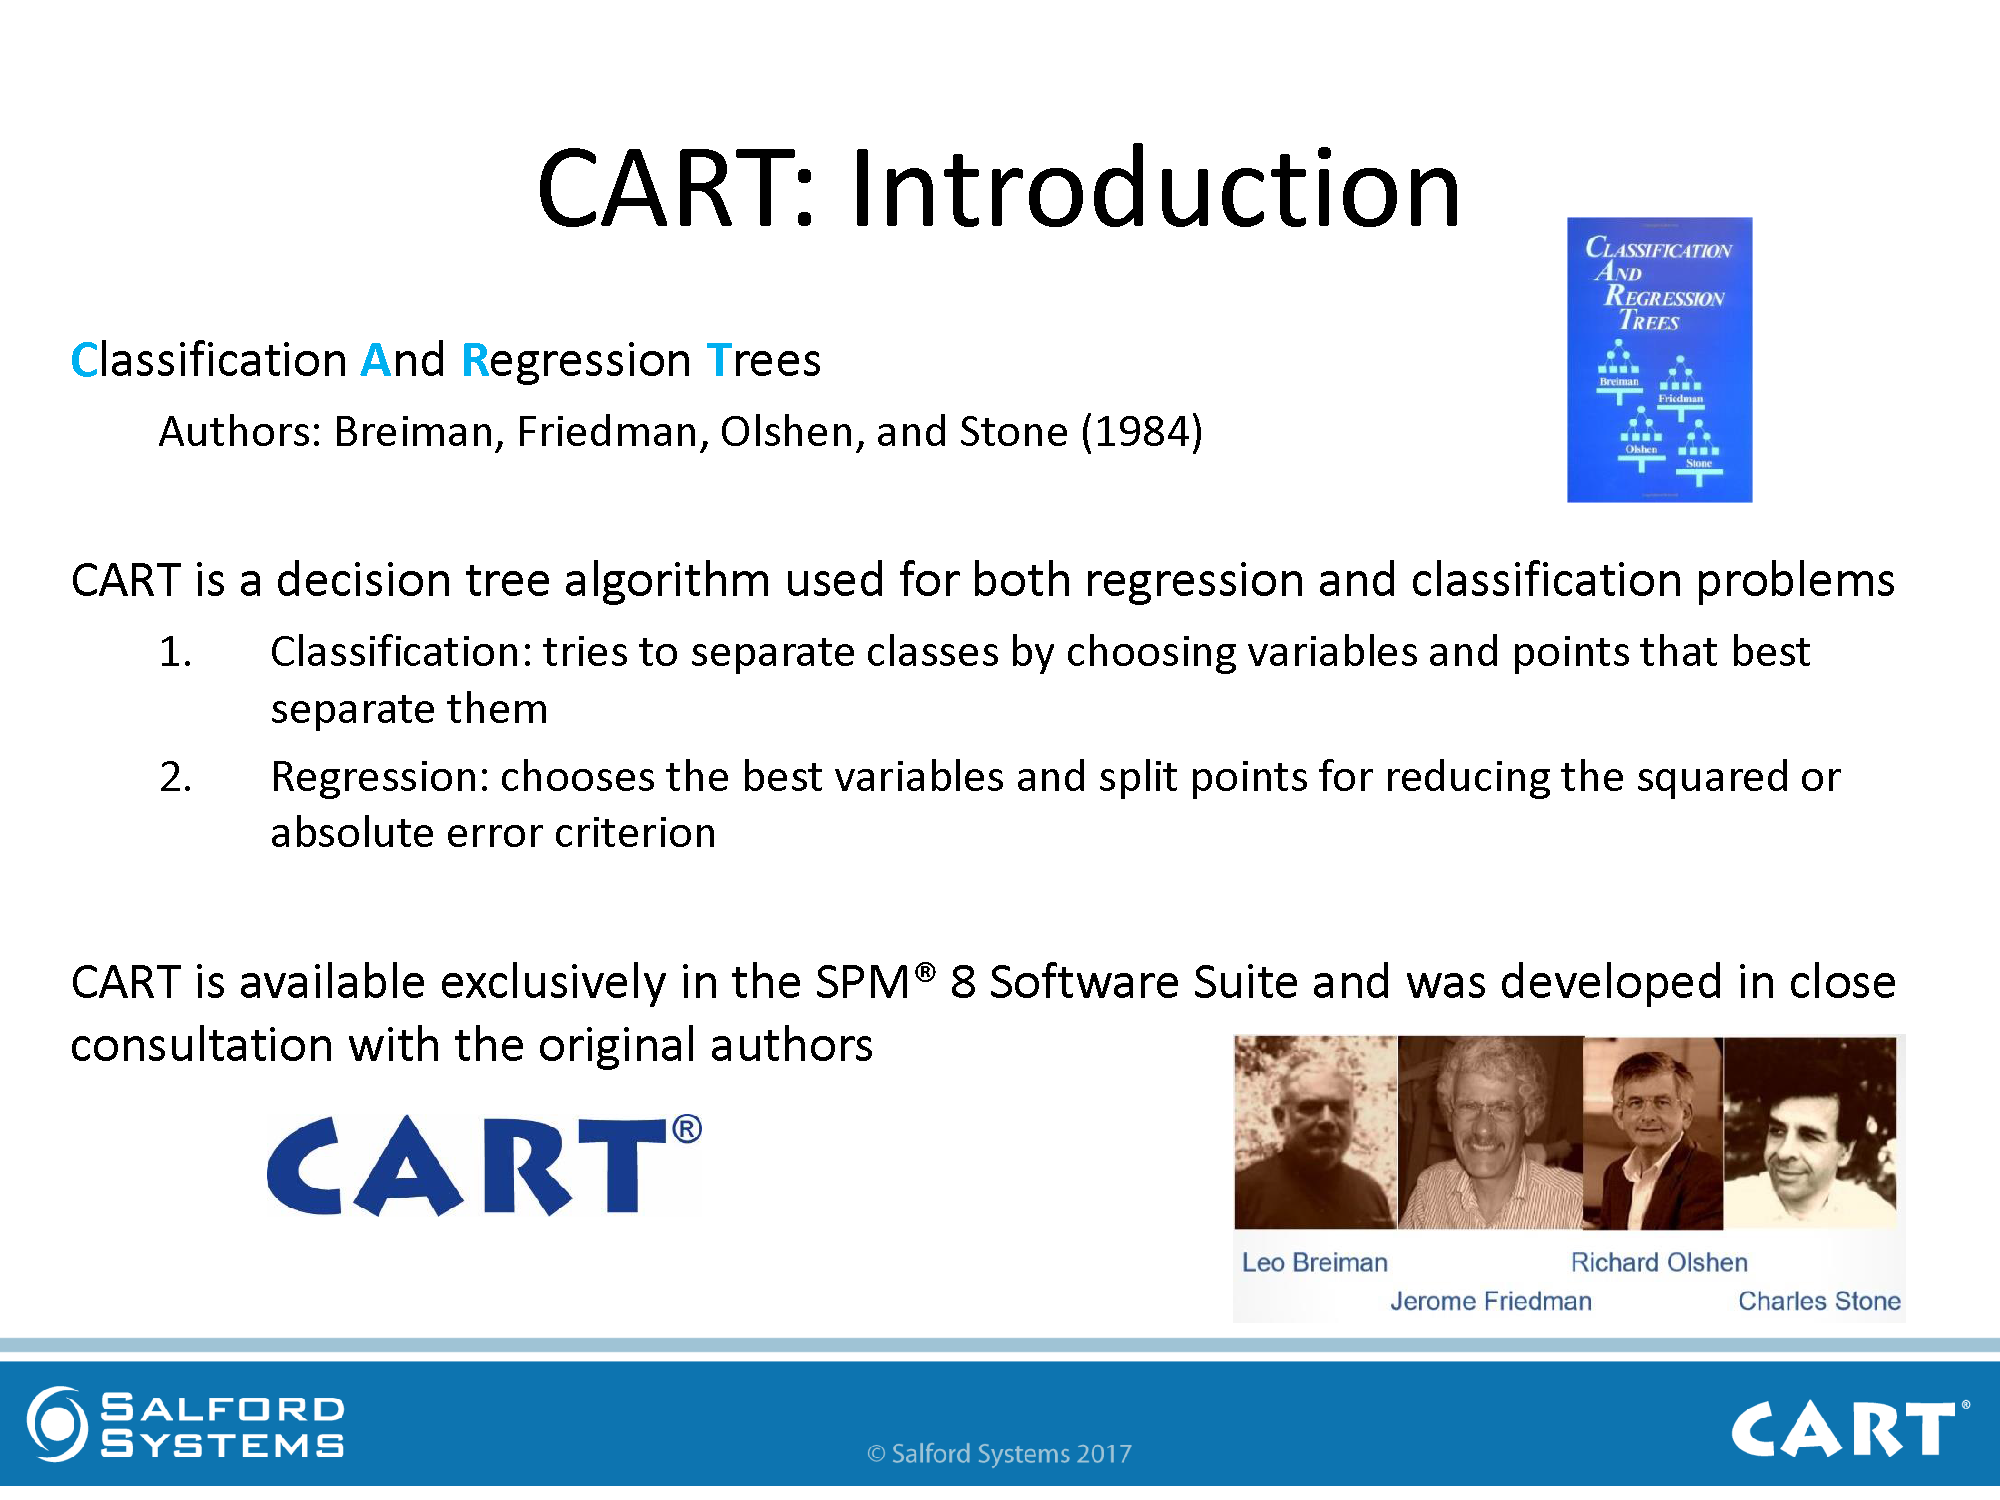 CART: Introduction
CLASSIFICATION
AND
REGRESSION
TREES
Breiman
Friedman
Olshen
Stone
Classification And Regression Trees
Authors: Breiman, Friedman, Olshen, and Stone (1984)
CART is a decision tree algorithm used for both regression and classification problems
1. Classification: tries to separate classes by choosing variables and points that best
separate them
2. Regression: chooses the best variables and split points for reducing the squared or
absolute error criterion
CART is available exclusively in the SPM® 8 Software Suite and was developed in close
consultation with the original authors
CART®
Leo Breiman
Jerome Friedman
Richard Olshen
Charles Stone
SALFORD
SYSTEMS
© Salford Systems 2017
CART®